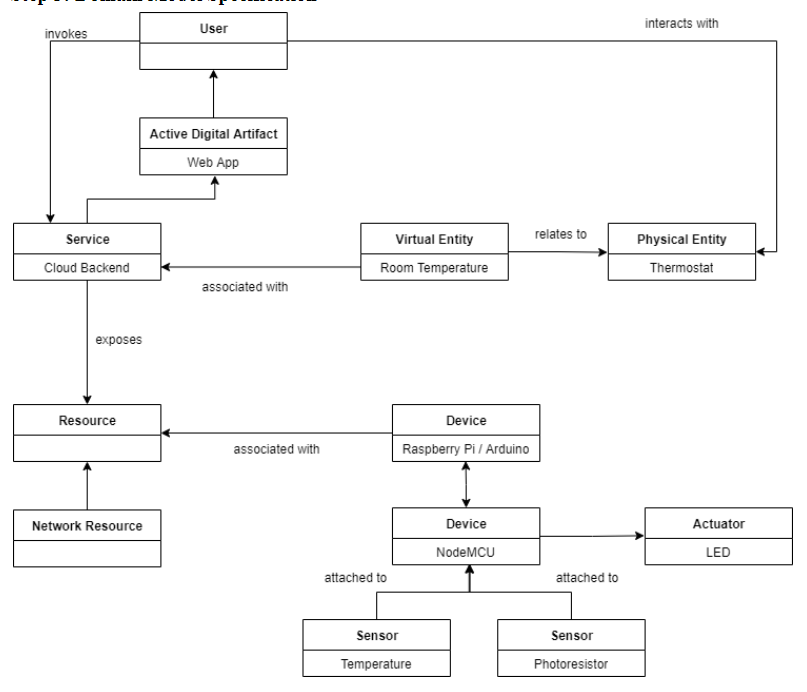 Step 3: Domain Model Specification
User
invokes
interacts with
Active Digital Artifact
Web App
Service
Cloud Backend
Virtual Entity
Room Temperature
relates to
Physical Entity
Thermostat
associated with
exposes
Resource
Device
Raspberry Pi / Arduino
associated with
Network Resource
Device
NodeMCU
Actuator
LED
attached to
attached to
Sensor
Temperature
Sensor
Photoresistor